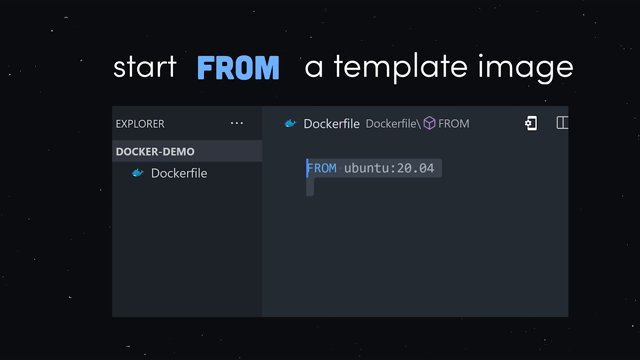 start FROM a template image
EXPLORER ...
Dockerfile Dockerfile\ FROM
DOCKER-DEMO
Dockerfile
FROM ubuntu:20.04